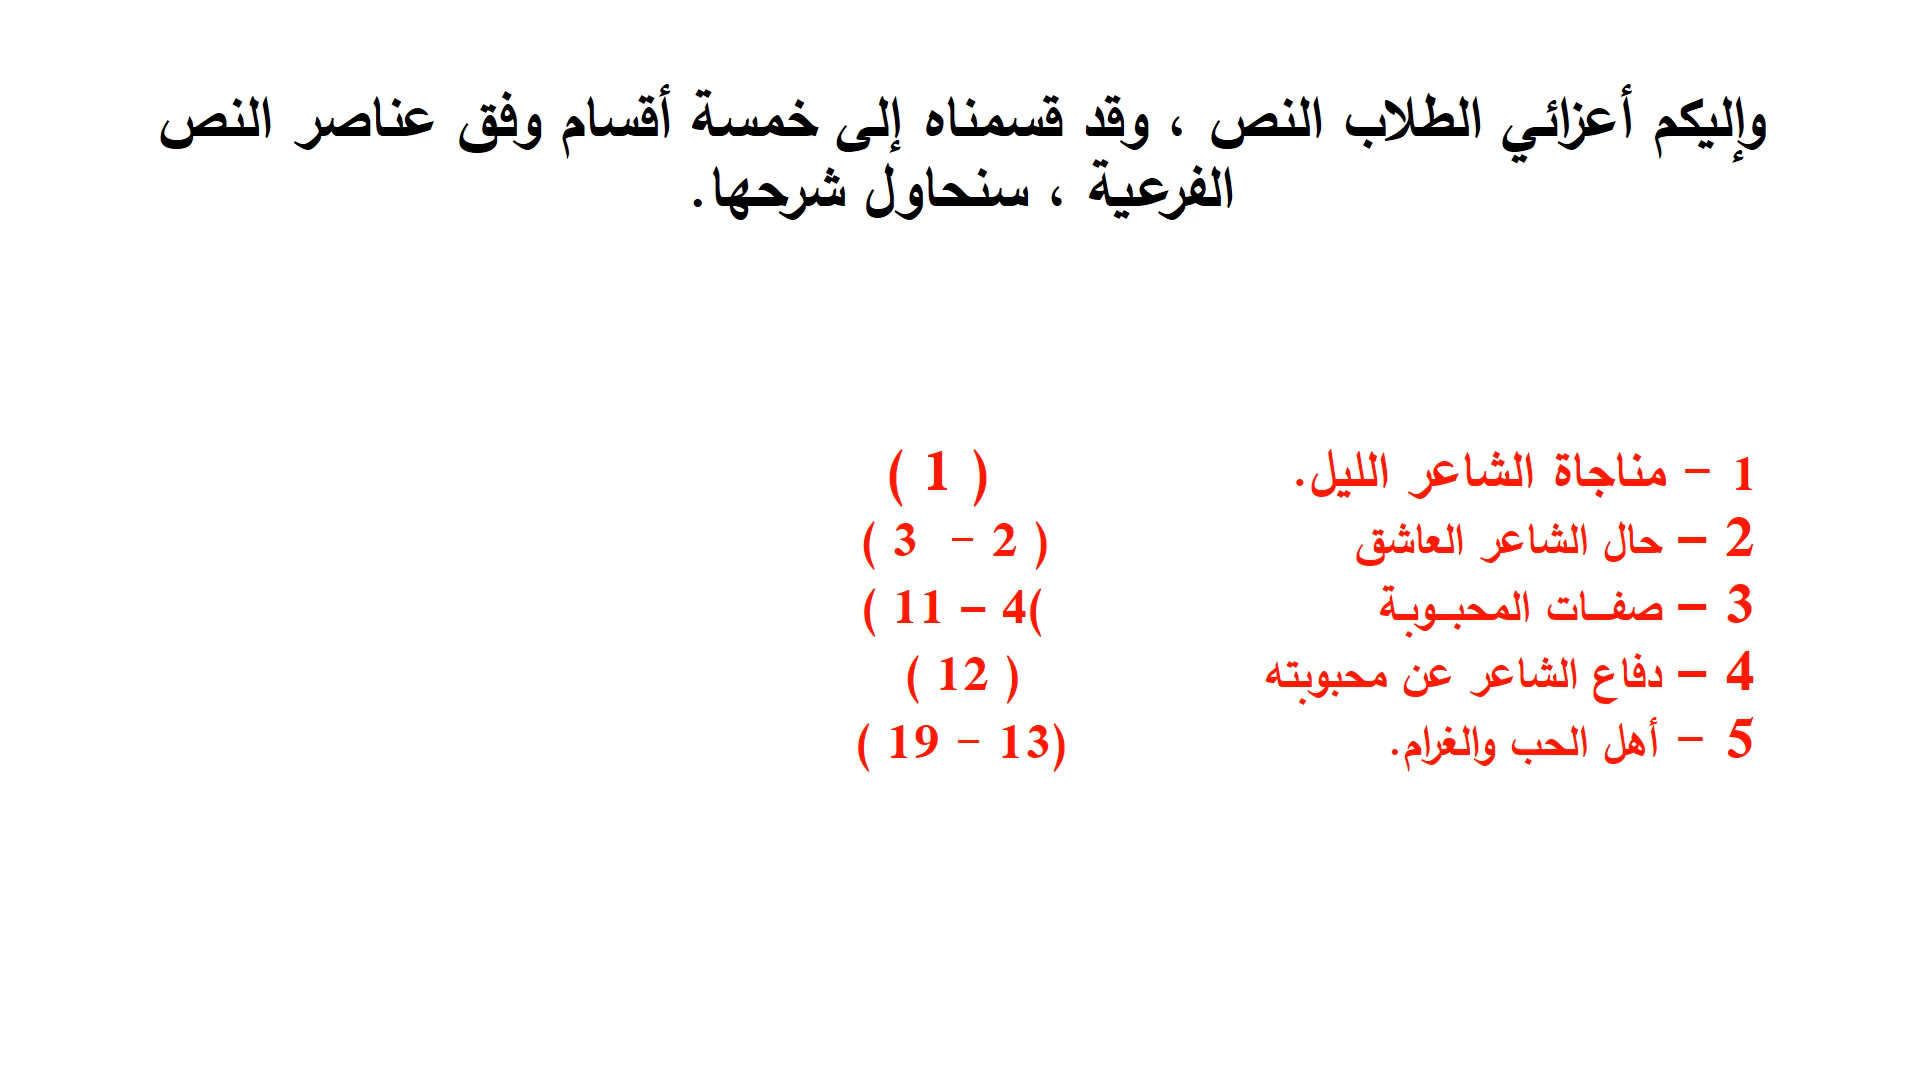 وإليكم أعزائي الطلاب النص ، وقد قسمناه إلى خمسة أقسام وفق عناصر النص
الفرعية ، سنحاول شرحها.
1 - مناجاة الشاعر الليل. ( 1 )
2 – حال الشاعر العاشق ( 2 - 3 )
3 – صفــات المحبــوبـة )4 – 11 )
4 – دفاع الشاعر عن محبوبته ( 12 )
5 - أهل الحب والغرام. (13 - 19 )